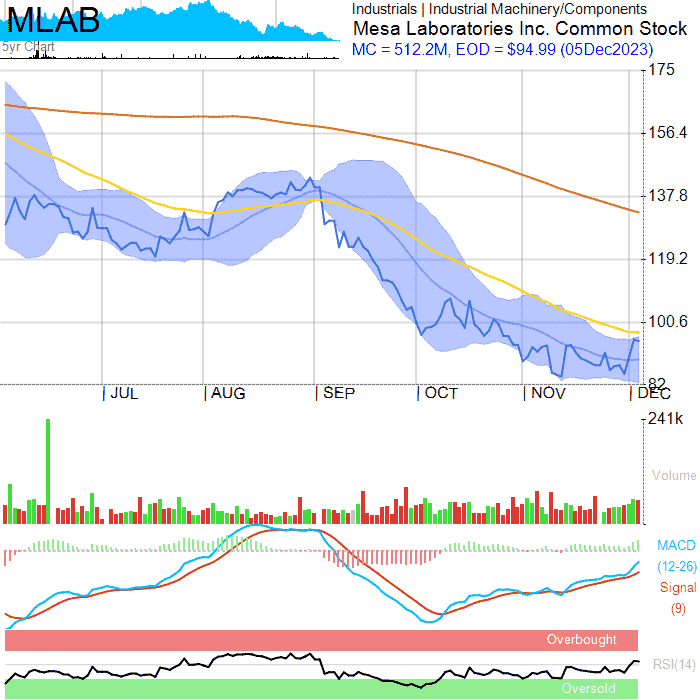 MLAB
5yr Chart
Industrials | Industrial Machinery/Components
Mesa Laboratories Inc. Common Stock
MC = 512.2M, EOD = $94.99 (05Dec2023)
175
156.4
137.8
119.2
100.6
82
JUL
AUG
SEP
OCT
NOV
DEC
241k
Volume
MACD
(12-26)
Signal
(9)
Overbought
RSI(14)
Oversold